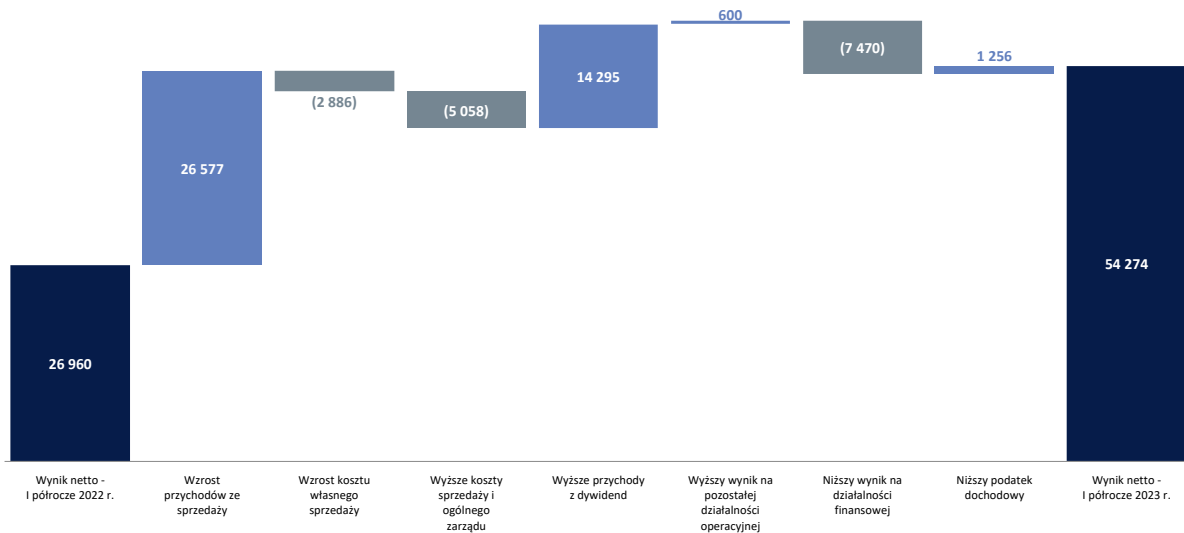 600
(7 470)
1 256
14 295
(2 886)
(5 058)
26 577
54 274
26 960
Wynik netto -
I półrocze 2022 r.
Wzrost
przychodów ze
sprzedaży
Wzrost kosztu
własnego
sprzedaży
Wyższe koszty
sprzedaży i
ogólnego
zarządu
Wyższe przychody
z dywidend
Wyższy wynik na
pozostałej
działalności
operacyjnej
Niższy wynik na
działalności
finansowej
Niższy podatek
dochodowy
Wynik netto -
I półrocze 2023 r.